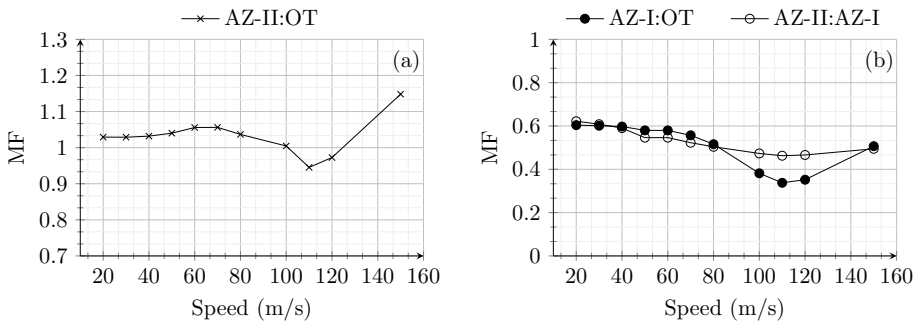 AZ-II:OT
(a)
MF
1.3
1.2
1.1
1
0.9
0.8
0.7
20 40 60 80 100 120 140 160
Speed (m/s)
AZ-I:OT AZ-II:AZ-I
(b)
MF
1
0.8
0.6
0.4
0.2
0
20 40 60 80 100 120 140 160
Speed (m/s)